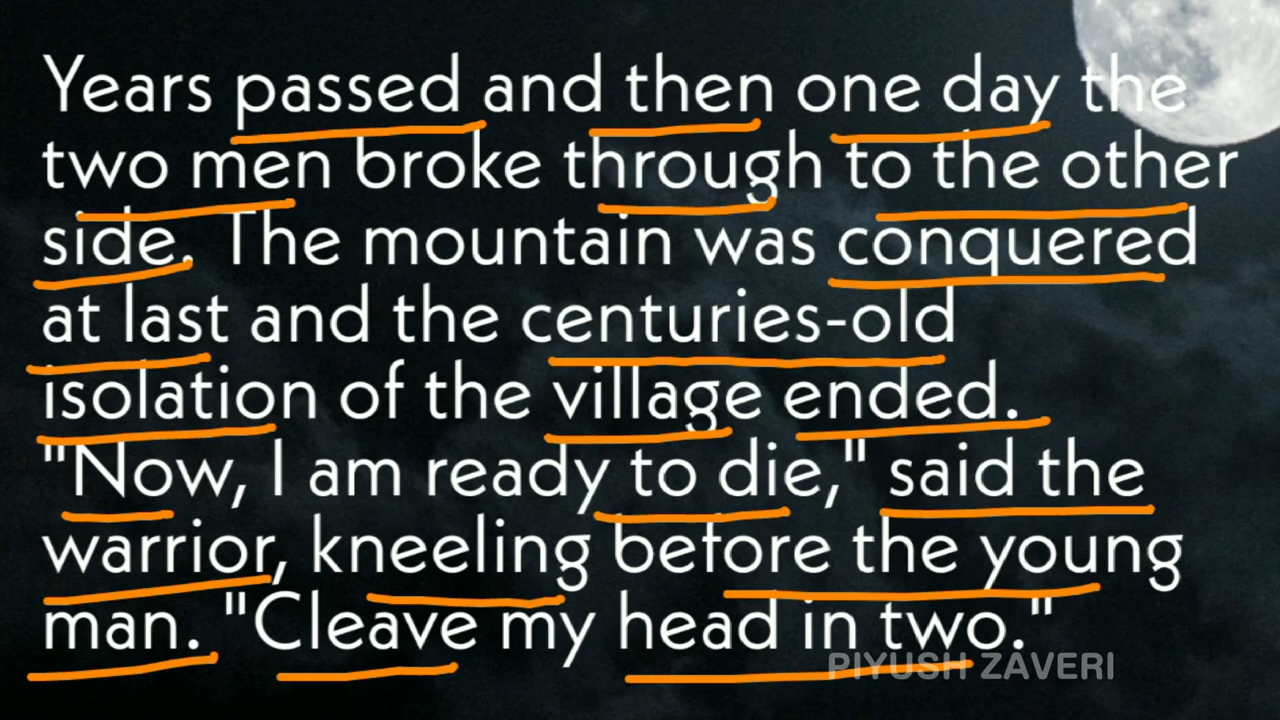 Years passed and then one day the
two men broke through to the other
side. The mountain was conquered
at last and the centuries-old
isolation of the village ended.
"Now, I am ready to die," said the
warrior, kneeling before the young
man. "Cleave my head in two."
PIYUSH ZAVERI